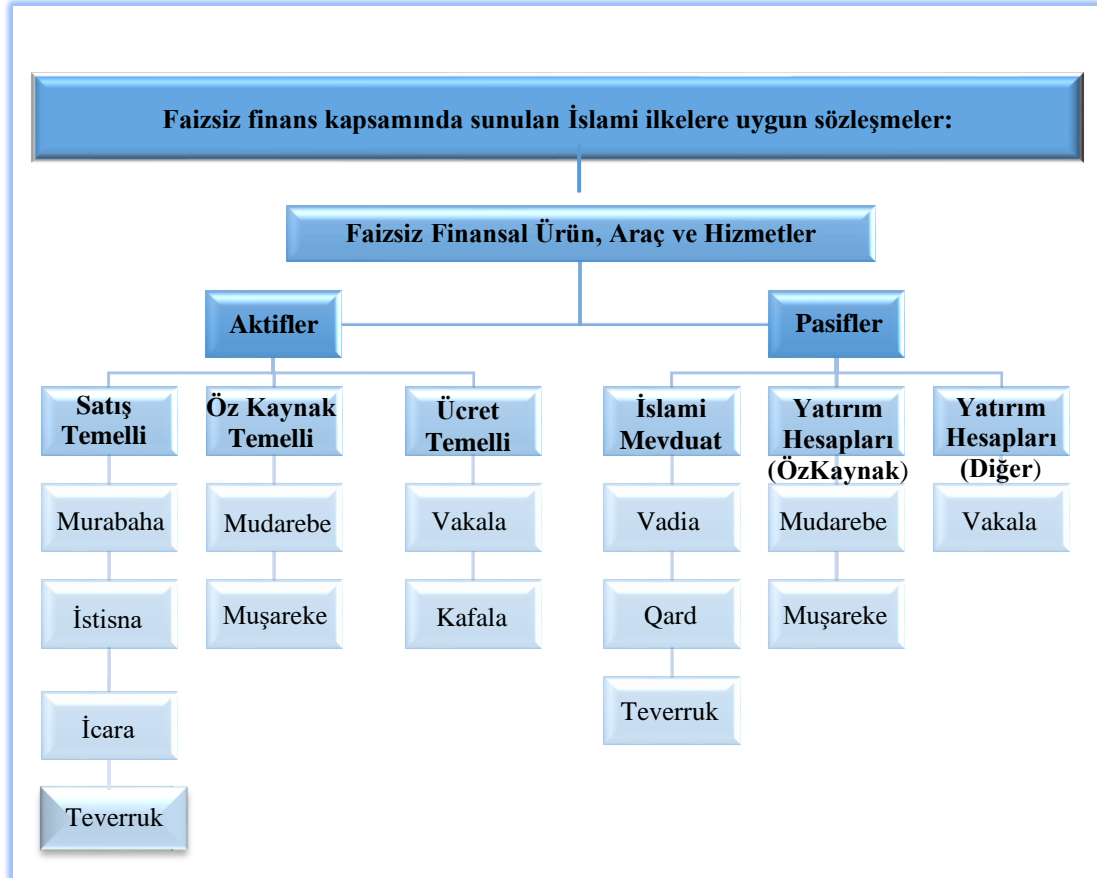 Faizsiz finans kapsamında sunulan İslami ilkelere uygun sözleşmeler:
Faizsiz Finansal Ürün, Araç ve Hizmetler
Aktifler
Pasifler
Satış
Temelli
Öz Kaynak
Temelli
Ücret
Temelli
İslami
Mevduat
Yatırım
Hesapları
(ÖzKaynak)
Yatırım
Hesapları
(Diğer)
Murabaha
Mudarebe
Vakala
Vadia
Mudarebe
Vakala
İstisna
Muşareke
Kafala
Qard
Muşareke
İcara
Teverruk
Teverruk